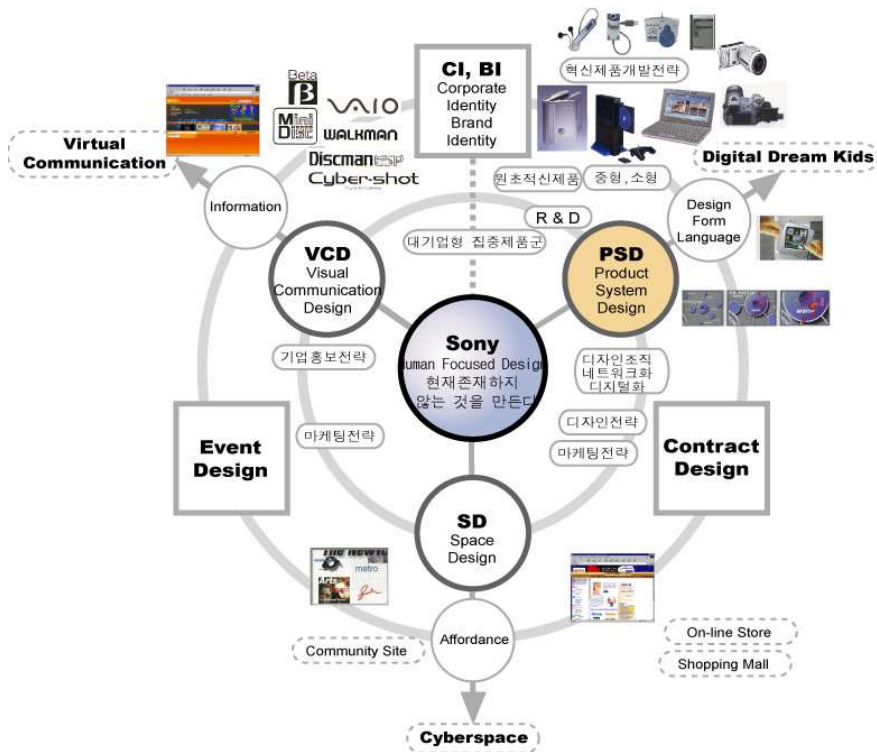 CI, BI
Corporate
Identity
Brand
Identity
혁신제품개발전략
Beta
β
VAIO
Mini
DISC
WALKMAN
Discman ESP
Cyber-shot
Virtual
Communication
Digital Dream Kids
원초적신제품
중형,소형
Information
Design
Form
Language
R & D
대기업형 집중제품군
VCD
Visual
Communication
Design
PSD
Product
System
Design
Sony
uman Focused Design
현재존재하지
않는 것을 만든다
기업홍보전략
디자인조직
네트워크화
디지털화
마케팅전략
디자인전략
마케팅전략
Event
Design
Contract
Design
SD
Space
Design
metro
Arts
Affordance
Community Site
On-line Store
Shopping Mall
Cyberspace